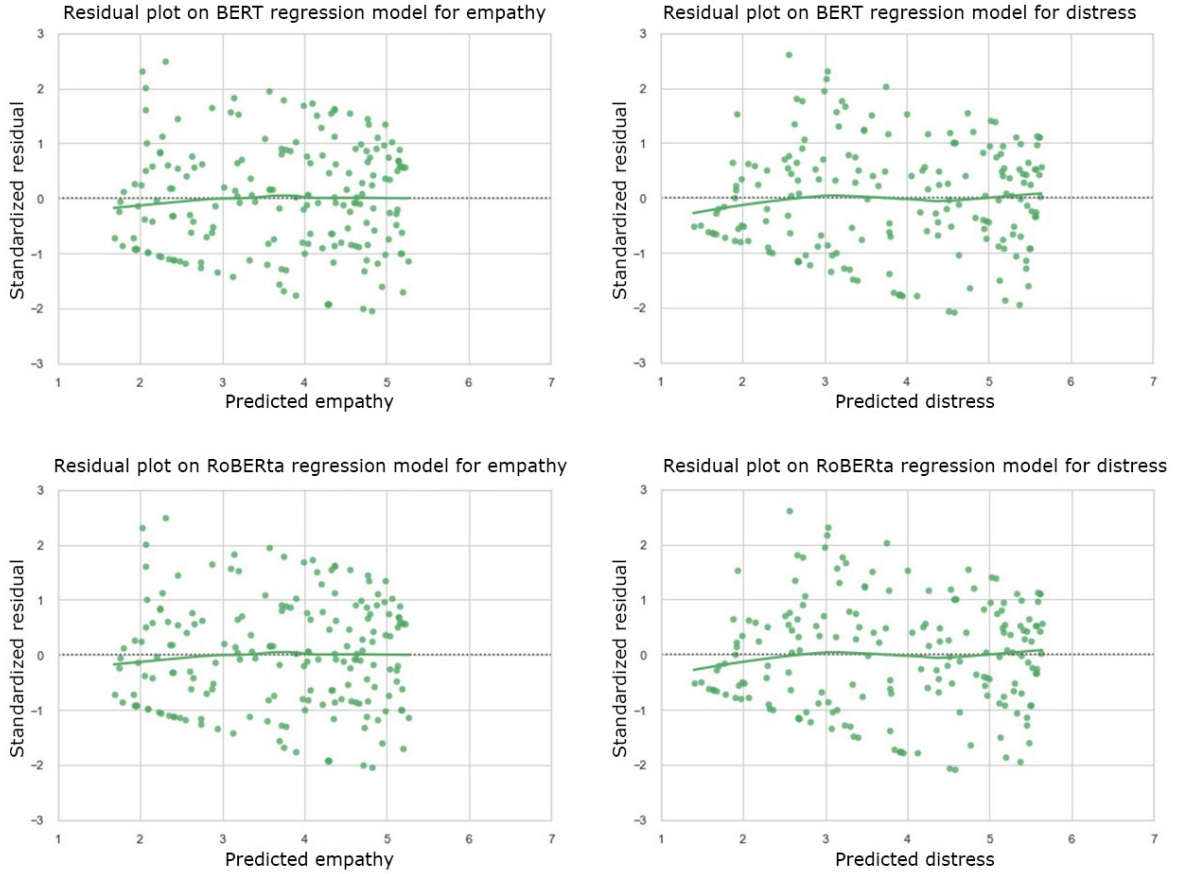 Residual plot on BERT regression model for empathy
3
2
1
0
−1
−2
−3
Standardized residual
1 2 3 4 5 6 7
Predicted empathy
Residual plot on BERT regression model for distress
3
2
1
0
−1
−2
−3
Standardized residual
1 2 3 4 5 6 7
Predicted distress
Residual plot on RoBERta regression model for empathy
3
2
1
0
−1
−2
−3
Standardized residual
1 2 3 4 5 6 7
Predicted empathy
Residual plot on RoBERta regression model for distress
3
2
1
0
−1
−2
−3
Standardized residual
1 2 3 4 5 6 7
Predicted distress